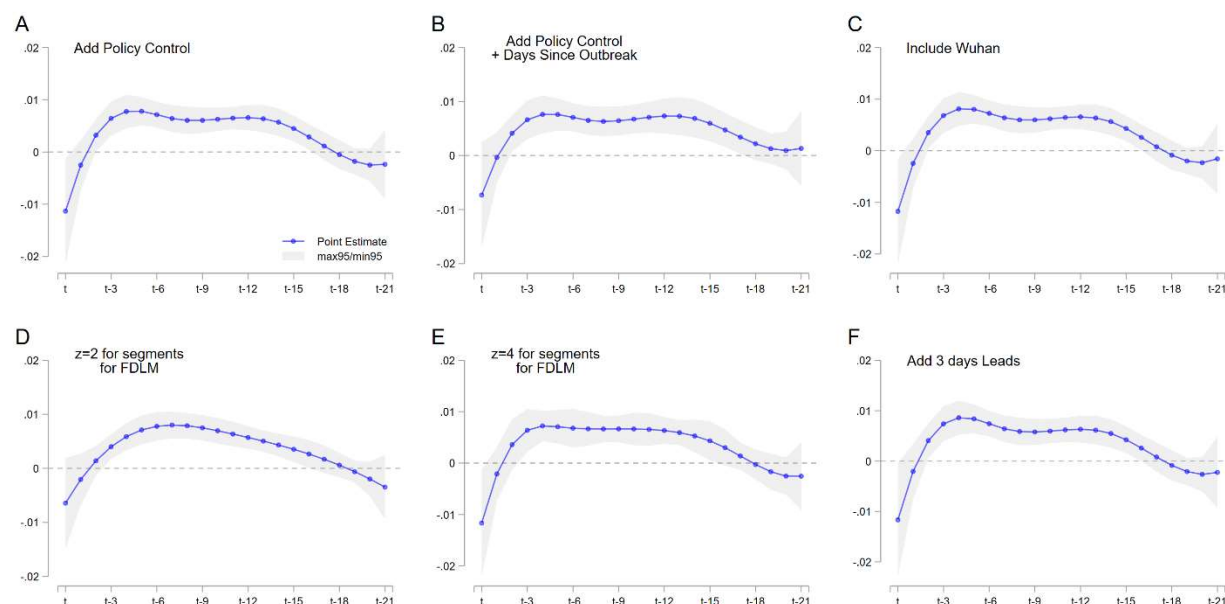 A
Add Policy Control
.02
.01
0
-.01
-.02
Point Estimate
max95/min95
t t-3 t-6 t-9 t-12 t-15 t-18 t-21
B
Add Policy Control
+ Days Since Outbreak
.02
.01
0
-.01
-.02
t t-3 t-6 t-9 t-12 t-15 t-18 t-21
C
Include Wuhan
.02
.01
0
-.01
-.02
t t-3 t-6 t-9 t-12 t-15 t-18 t-21
D
z=2 for segments
for FDLM
.02
.01
0
-.01
-.02
t t-3 t-6 t-9 t-12 t-15 t-18 t-21
E
z=4 for segments
for FDLM
.02
.01
0
-.01
-.02
t t-3 t-6 t-9 t-12 t-15 t-18 t-21
F
Add 3 days Leads
.02
.01
0
-.01
-.02
t t-3 t-6 t-9 t-12 t-15 t-18 t-21